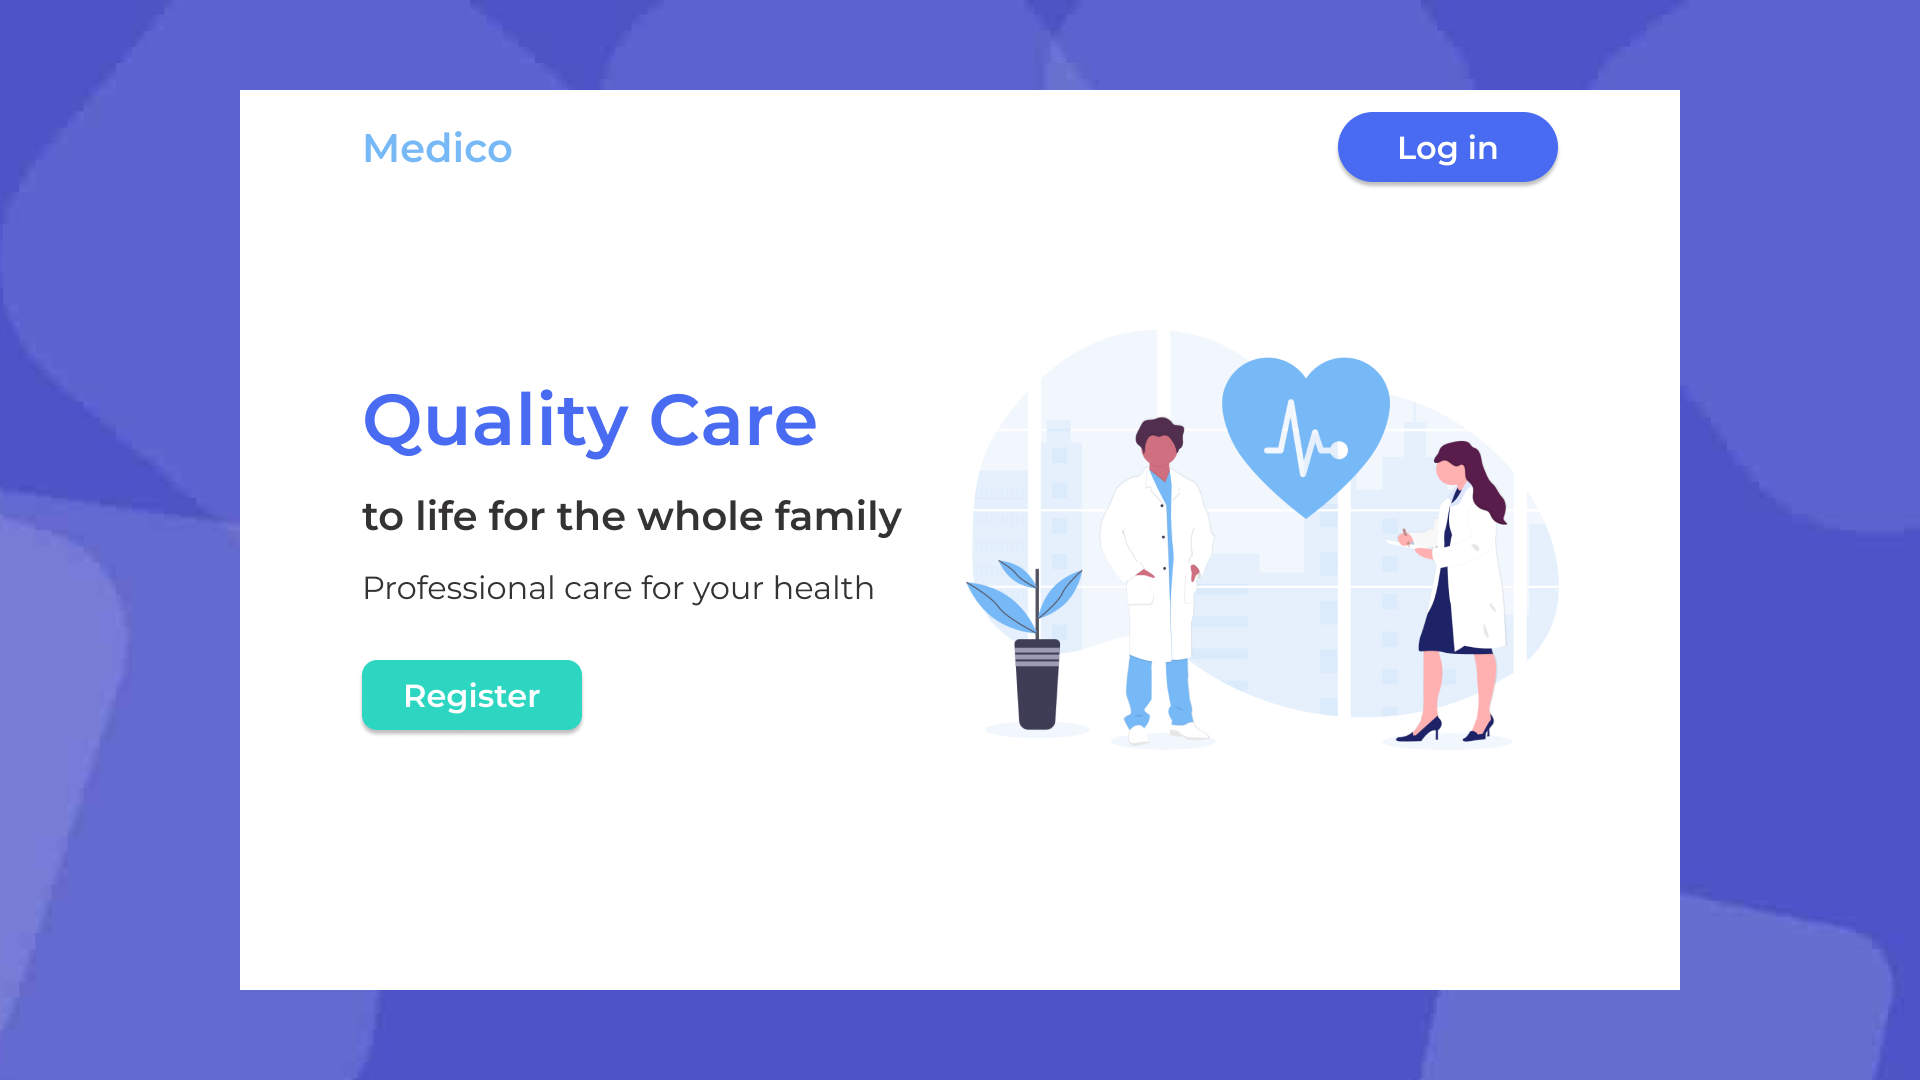 Medico
Log in
Quality Care
to life for the whole family
Professional care for your health
Register